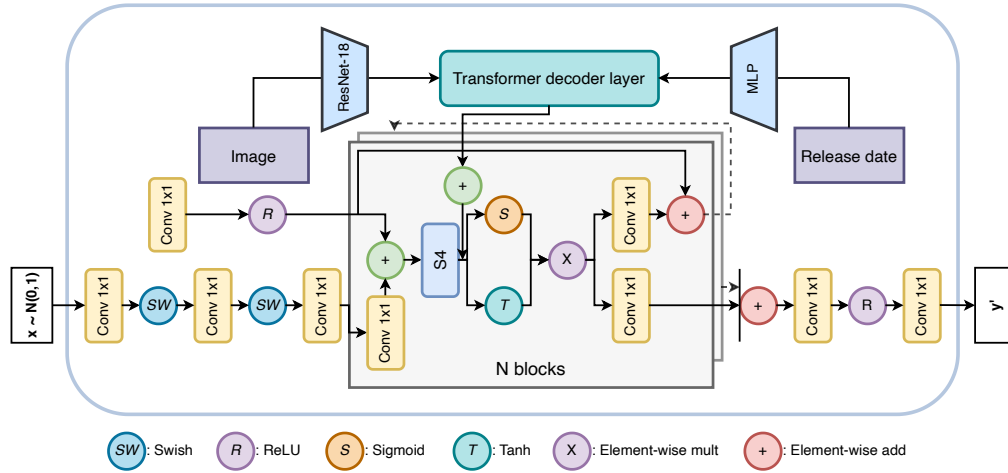 ResNet-18
Transformer decoder layer
MLP
Image
Release date
+
Conv 1x1
R
Conv 1x1
+
+
S4
S
T
X
x ~ N(0, 1)
Conv 1x1
SW
Conv 1x1
SW
Conv 1x1
Conv 1x1
Conv 1x1
+
Conv 1x1
R
Conv 1x1
y'
N blocks
SW : Swish
R : ReLU
S : Sigmoid
T : Tanh
X : Element-wise mult
+ : Element-wise add